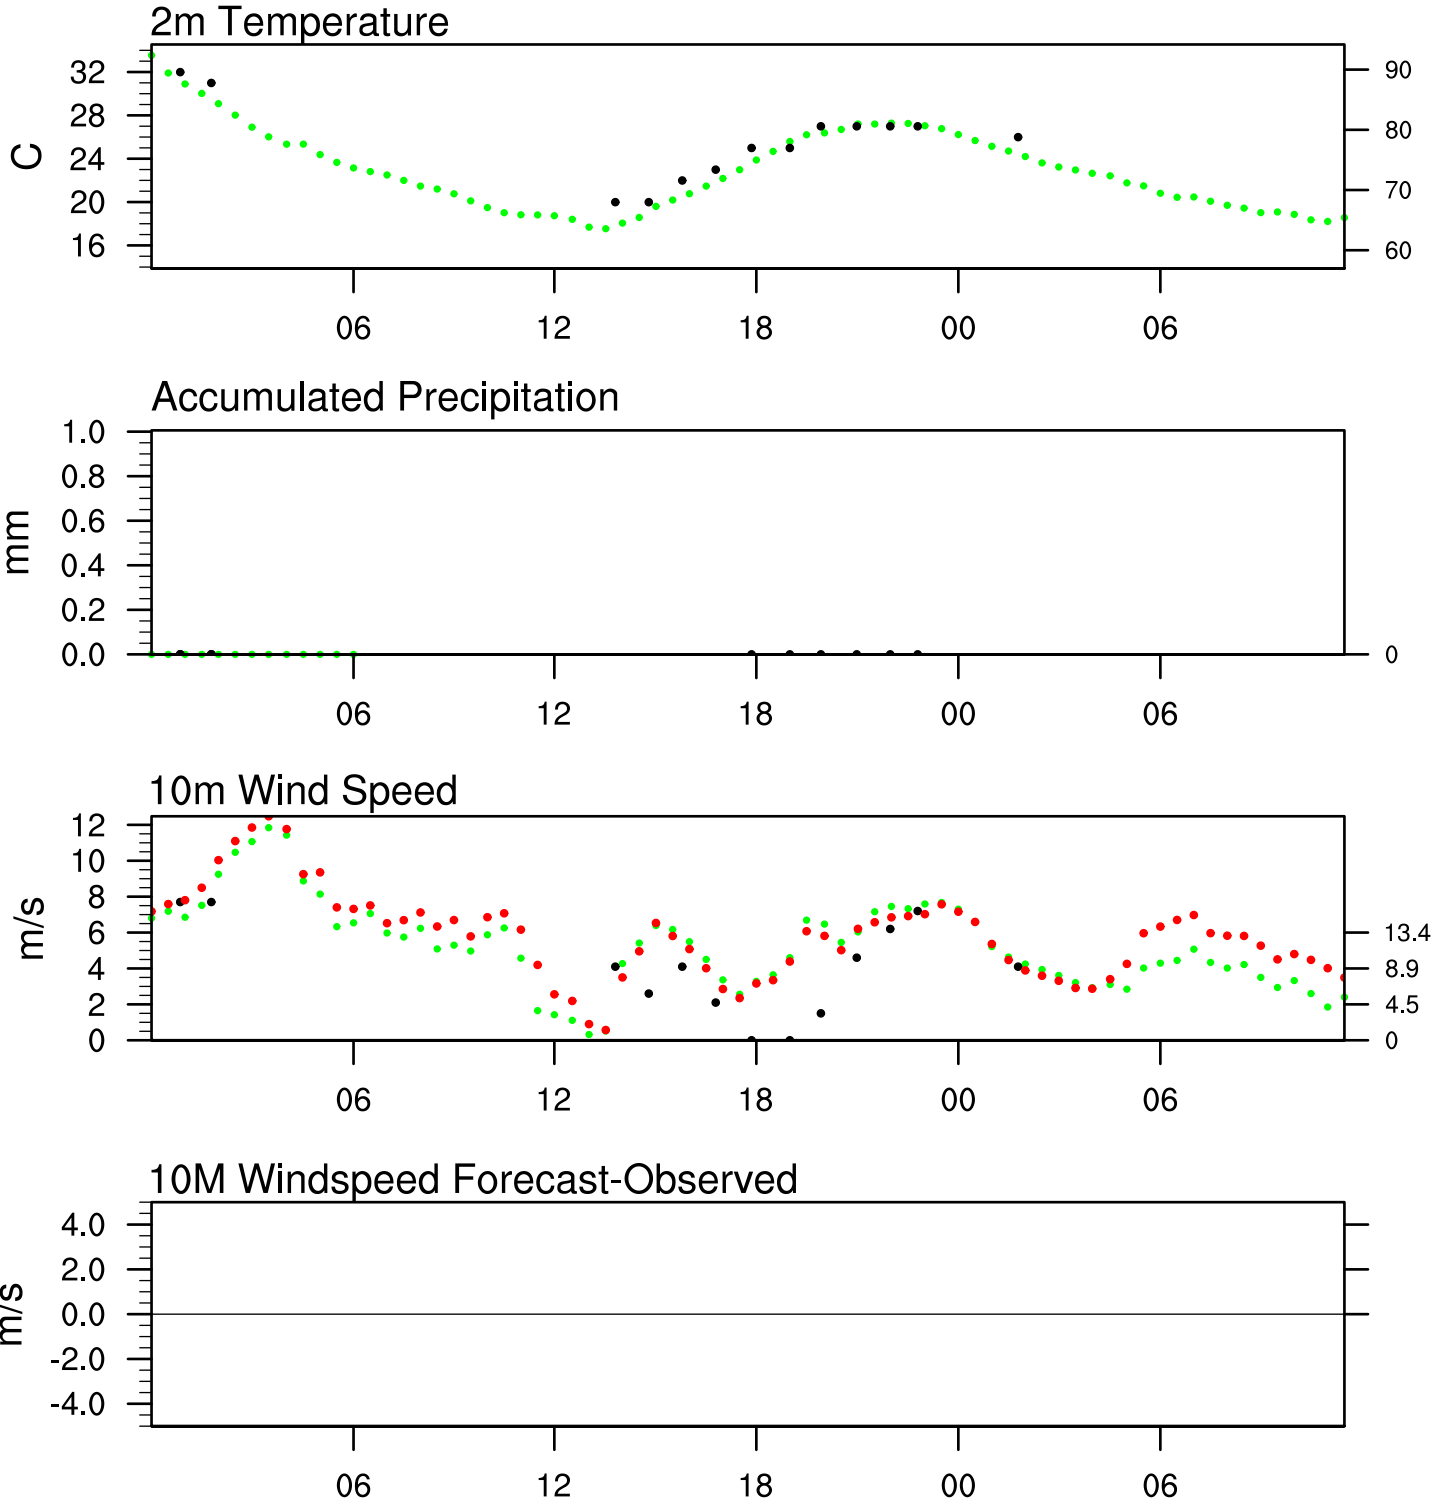 2m Temperature
32
28
24
20
16
C
90
80
70
60
06 12 18 00 06
Accumulated Precipitation
1.0
0.8
0.6
0.4
0.2
0.0
mm
0
06 12 18 00 06
10m Wind Speed
12
10
8
6
4
2
0
m/s
13.4
8.9
4.5
0
06 12 18 00 06
10M Windspeed Forecast-Observed
4.0
2.0
0.0
-2.0
-4.0
m/s
06 12 18 00 06